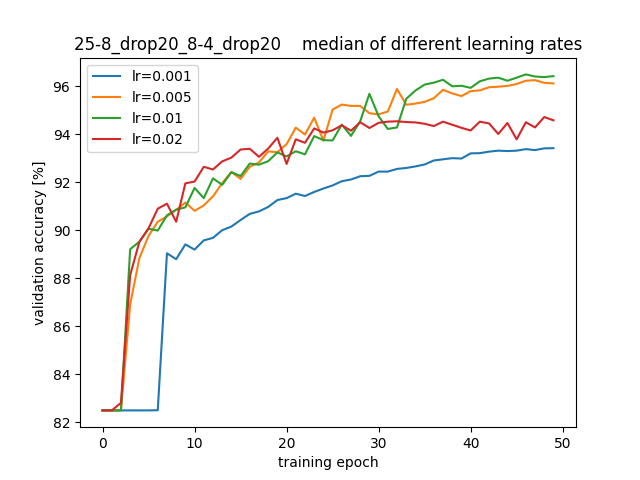 25-8_drop20_8-4_drop20 median of different learning rates
lr=0.001
lr=0.005
lr=0.01
lr=0.02
validation accuracy [%]
96
94
92
90
88
86
84
82
0 10 20 30 40 50
training epoch